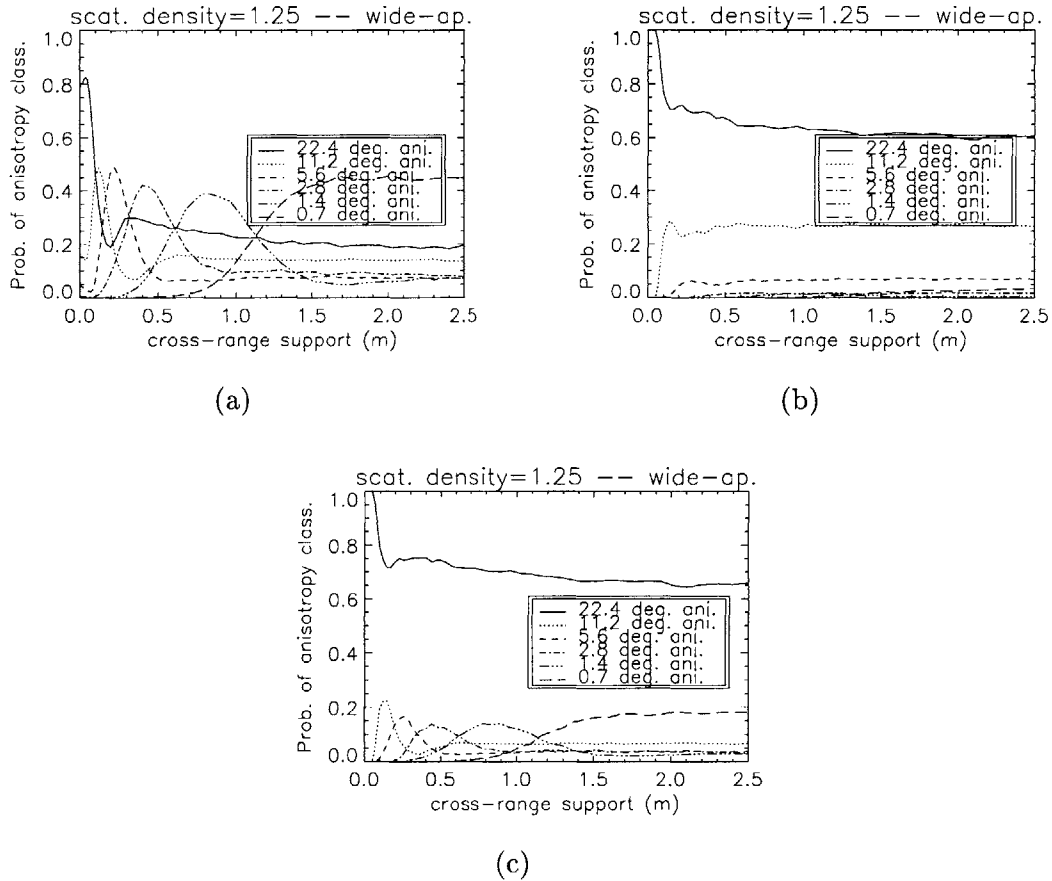 scat. density=1.25 -- wide-ap.
Prob. of anisotropy class.
1.0
0.8
0.6
0.4
0.2
0.0
22.4 deg. ani.
11.2 deg. ani.
5.6 deg. ani.
2.8 deg. ani.
1.4 deg. ani.
0.7 deg. ani.
0.0 0.5 1.0 1.5 2.0 2.5
cross-range support (m)
(a)
scat. density=1.25 -- wide-ap.
Prob. of anisotropy class.
1.0
0.8
0.6
0.4
0.2
0.0
22.4 deg. ani.
11.2 deg. ani.
5.6 deg. ani.
2.8 deg. ani.
1.4 deg. ani.
0.7 deg. ani.
0.0 0.5 1.0 1.5 2.0 2.5
cross-range support (m)
(b)
scat. density=1.25 -- wide-ap.
Prob. of anisotropy class.
1.0
0.8
0.6
0.4
0.2
0.0
22.4 deg. ani.
11.2 deg. ani.
5.6 deg. ani.
2.8 deg. ani.
1.4 deg. ani.
0.7 deg. ani.
0.0 0.5 1.0 1.5 2.0 2.5
cross-range support (m)
(c)